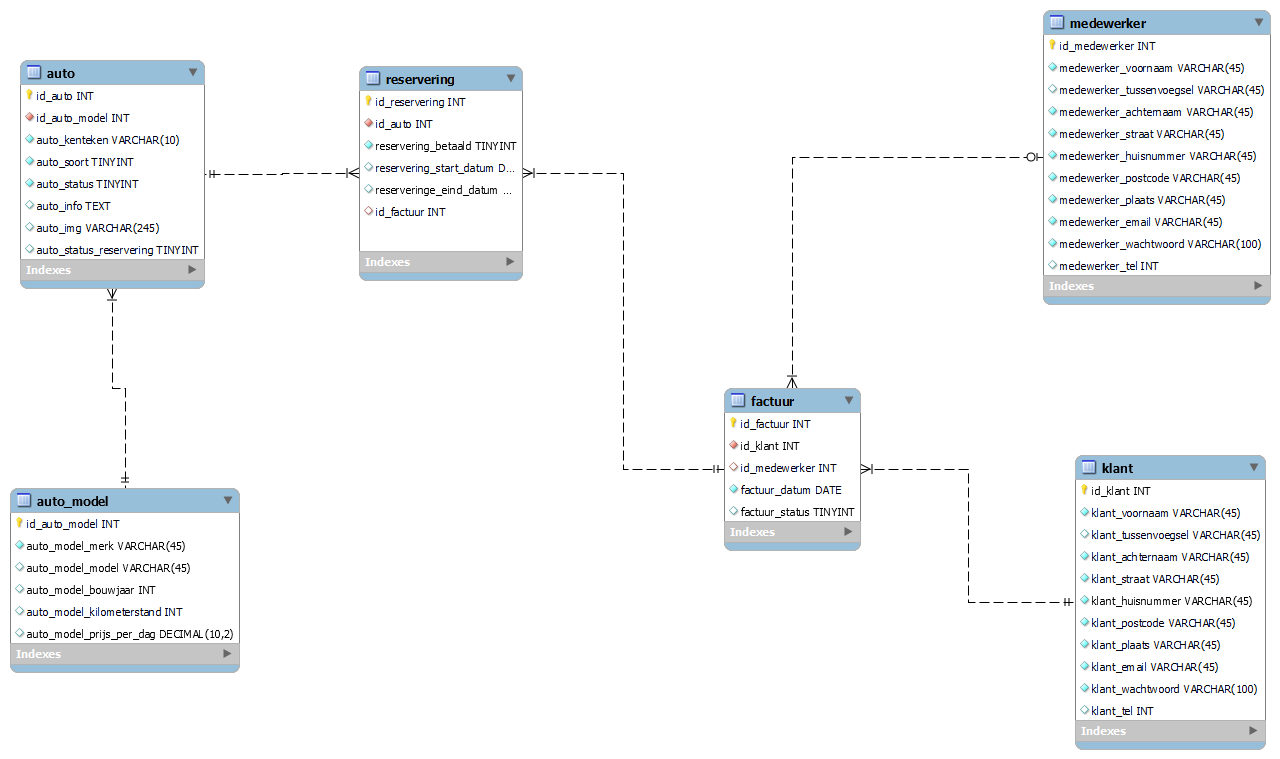 auto
id_auto INT
id_auto_model INT
auto_kenteken VARCHAR(10)
auto_soort TINYINT
auto_status TINYINT
auto_info TEXT
auto_img VARCHAR(245)
auto_status_reservering TINYINT
Indexes
reservering
id_reservering INT
id_auto INT
reservering_betaald TINYINT
reservering_start_datum D...
reserveringe_eind_datum ...
id_factuur INT
Indexes
medewerker
id_medewerker INT
medewerker_voornaam VARCHAR(45)
medewerker_tussenvoegsel VARCHAR(45)
medewerker_achternaam VARCHAR(45)
medewerker_straat VARCHAR(45)
medewerker_huisnummer VARCHAR(45)
medewerker_postcode VARCHAR(45)
medewerker_plaats VARCHAR(45)
medewerker_email VARCHAR(45)
medewerker_wachtwoord VARCHAR(100)
medewerker_tel INT
Indexes
auto_model
id_auto_model INT
auto_model_merk VARCHAR(45)
auto_model_model VARCHAR(45)
auto_model_bouwjaar INT
auto_model_kilometerstand INT
auto_model_prijs_per_dag DECIMAL(10,2)
Indexes
factuur
id_factuur INT
id_klant INT
id_medewerker INT
factuur_datum DATE
factuur_status TINYINT
Indexes
klant
id_klant INT
klant_voornaam VARCHAR(45)
klant_tussenvoegsel VARCHAR(45)
klant_achternaam VARCHAR(45)
klant_straat VARCHAR(45)
klant_huisnummer VARCHAR(45)
klant_postcode VARCHAR(45)
klant_plaats VARCHAR(45)
klant_email VARCHAR(45)
klant_wachtwoord VARCHAR(100)
klant_tel INT
Indexes